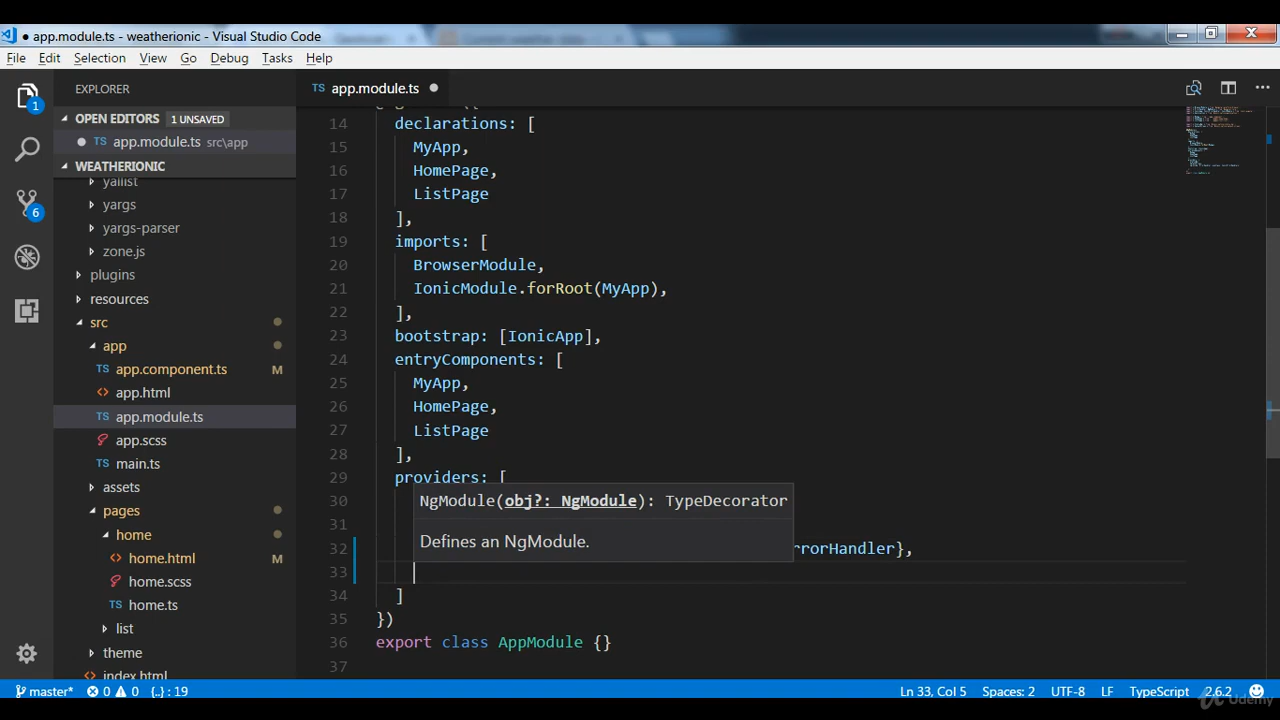 app.module.ts - weatherionic - Visual Studio Code
File Edit Selection View Go Debug Tasks Help
EXPLORER
TS app.module.ts
OPEN EDITORS 1 UNSAVED
TS app.module.ts src\app
WEATHERIONIC
yallist
yargs
yargs-parser
zone.js
plugins
resources
src
app
TS app.component.ts M
<> app.html
TS app.module.ts
app.scss
TS main.ts
assets
pages
home
<> home.html
home.scss
TS home.ts
list
theme
index.html
1
6
14 declarations: [
15 MyApp,
16 HomePage,
17 ListPage
18 ],
19 imports: [
20 BrowserModule,
21 IonicModule.forRoot(MyApp),
22 ],
23 bootstrap: [IonicApp],
24 entryComponents: [
25 MyApp,
26 HomePage,
27 ListPage
28 ],
29 providers: [
30
31
32 rrorHandler},
33
34 ]
35 })
36 export class AppModule {}
37
NgModule(obj?: NgModule): TypeDecorator
Defines an NgModule.
master* 0 0 {..} : 19 Ln 33, Col 5 Spaces: 2 UTF-8 LF TypeScript 2.6.2
Udemy